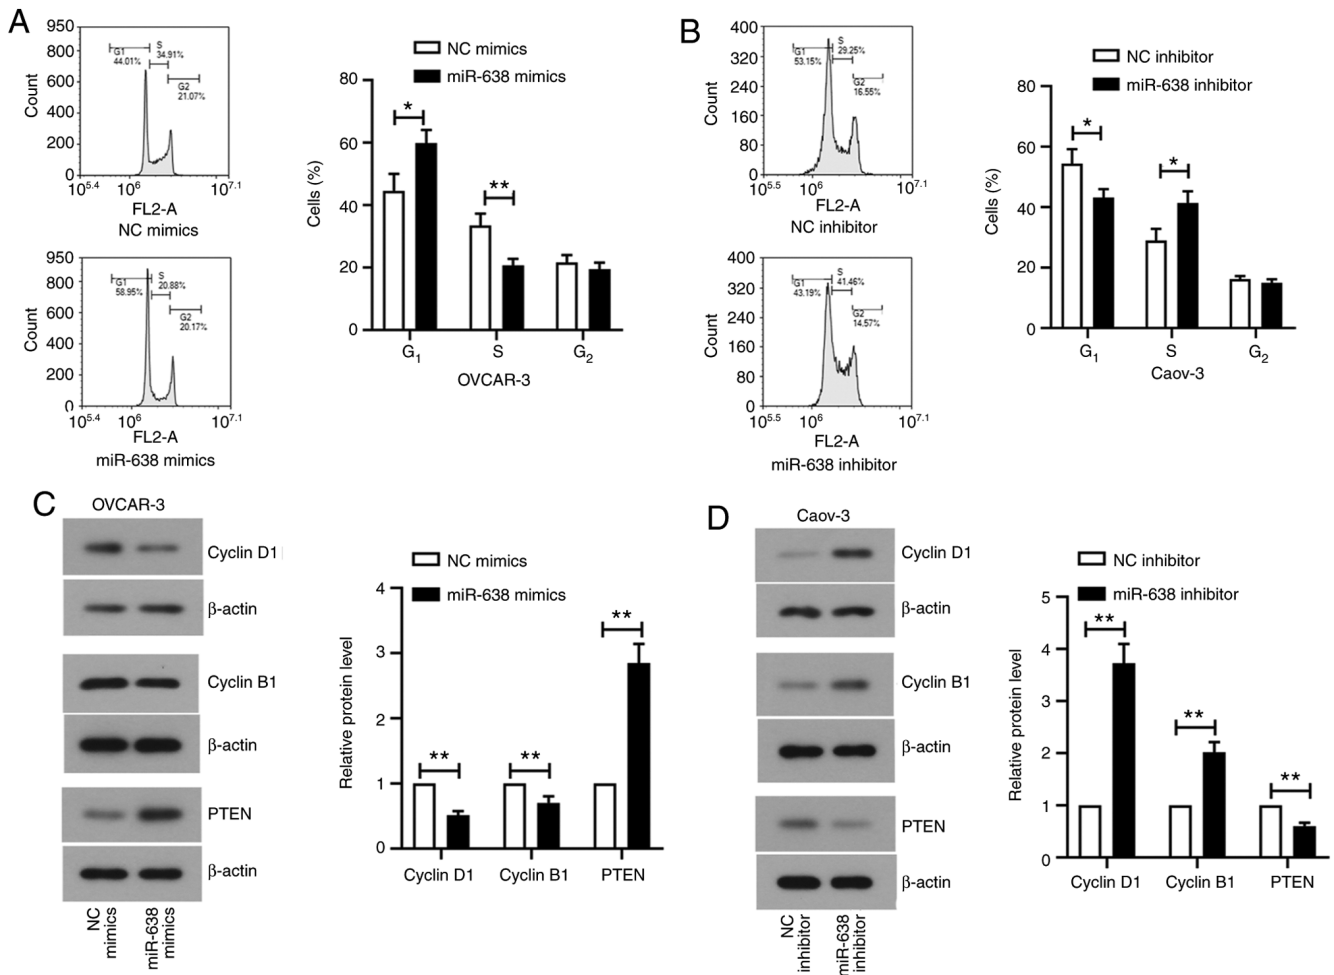 A
950
800
600
400
200
0
Count
G1
44.01%
S
34.91%
G2
21.07%
10^5.4 10^6 10^7.1
FL2-A
NC mimics
950
800
600
400
200
0
Count
G1
58.95%
S
20.88%
G2
20.17%
10^5.4 10^6 10^7.1
FL2-A
miR-638 mimics
NC mimics
miR-638 mimics
80
60
40
20
0
Cells (%)
*
**
G1 S G2
OVCAR-3
B
400
320
240
160
80
0
Count
G1
53.15%
S
29.25%
G2
16.55%
10^5.5 10^6 10^7.1
FL2-A
NC inhibitor
400
320
240
160
80
0
Count
G1
43.19%
S
41.46%
G2
14.57%
10^5.5 10^6 10^7.1
FL2-A
miR-638 inhibitor
NC inhibitor
miR-638 inhibitor
80
60
40
20
0
Cells (%)
*
*
G1 S G2
Caov-3
C
OVCAR-3
Cyclin D1
β-actin
Cyclin B1
β-actin
PTEN
β-actin
NC
mimics
miR-638
mimics
NC mimics
miR-638 mimics
4
3
2
1
0
Relative protein level
**
**
**
Cyclin D1 Cyclin B1 PTEN
D
Caov-3
Cyclin D1
β-actin
Cyclin B1
β-actin
PTEN
β-actin
NC
inhibitor
miR-638
inhibitor
NC inhibitor
miR-638 inhibitor
5
4
3
2
1
0
Relative protein level
**
**
**
Cyclin D1 Cyclin B1 PTEN